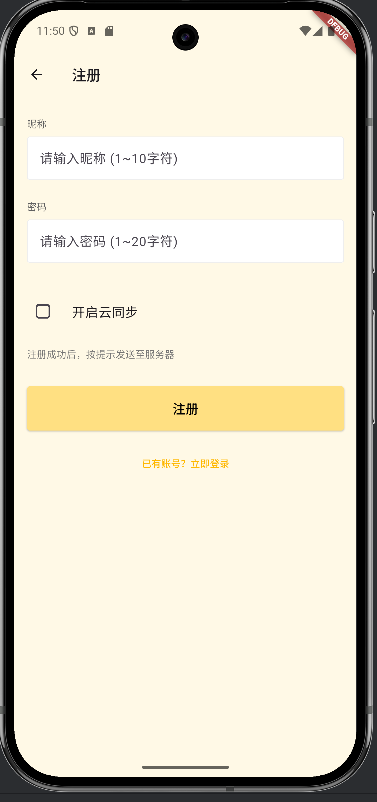 11:50
DEBUG
注册
昵称
请输入昵称 (1~10字符)
密码
请输入密码 (1~20字符)
开启云同步
注册成功后，按提示发送至服务器
注册
已有账号？立即登录